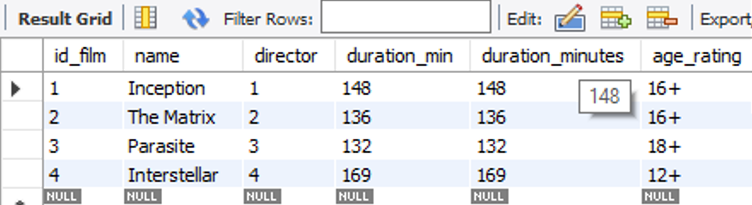 Result Grid Filter Rows: Edit: Export
id_film name director duration_min duration_minutes age_rating
1 Inception 1 148 148 16+
148
2 The Matrix 2 136 136 16+
3 Parasite 3 132 132 18+
4 Interstellar 4 169 169 12+
NULL NULL NULL NULL NULL NULL